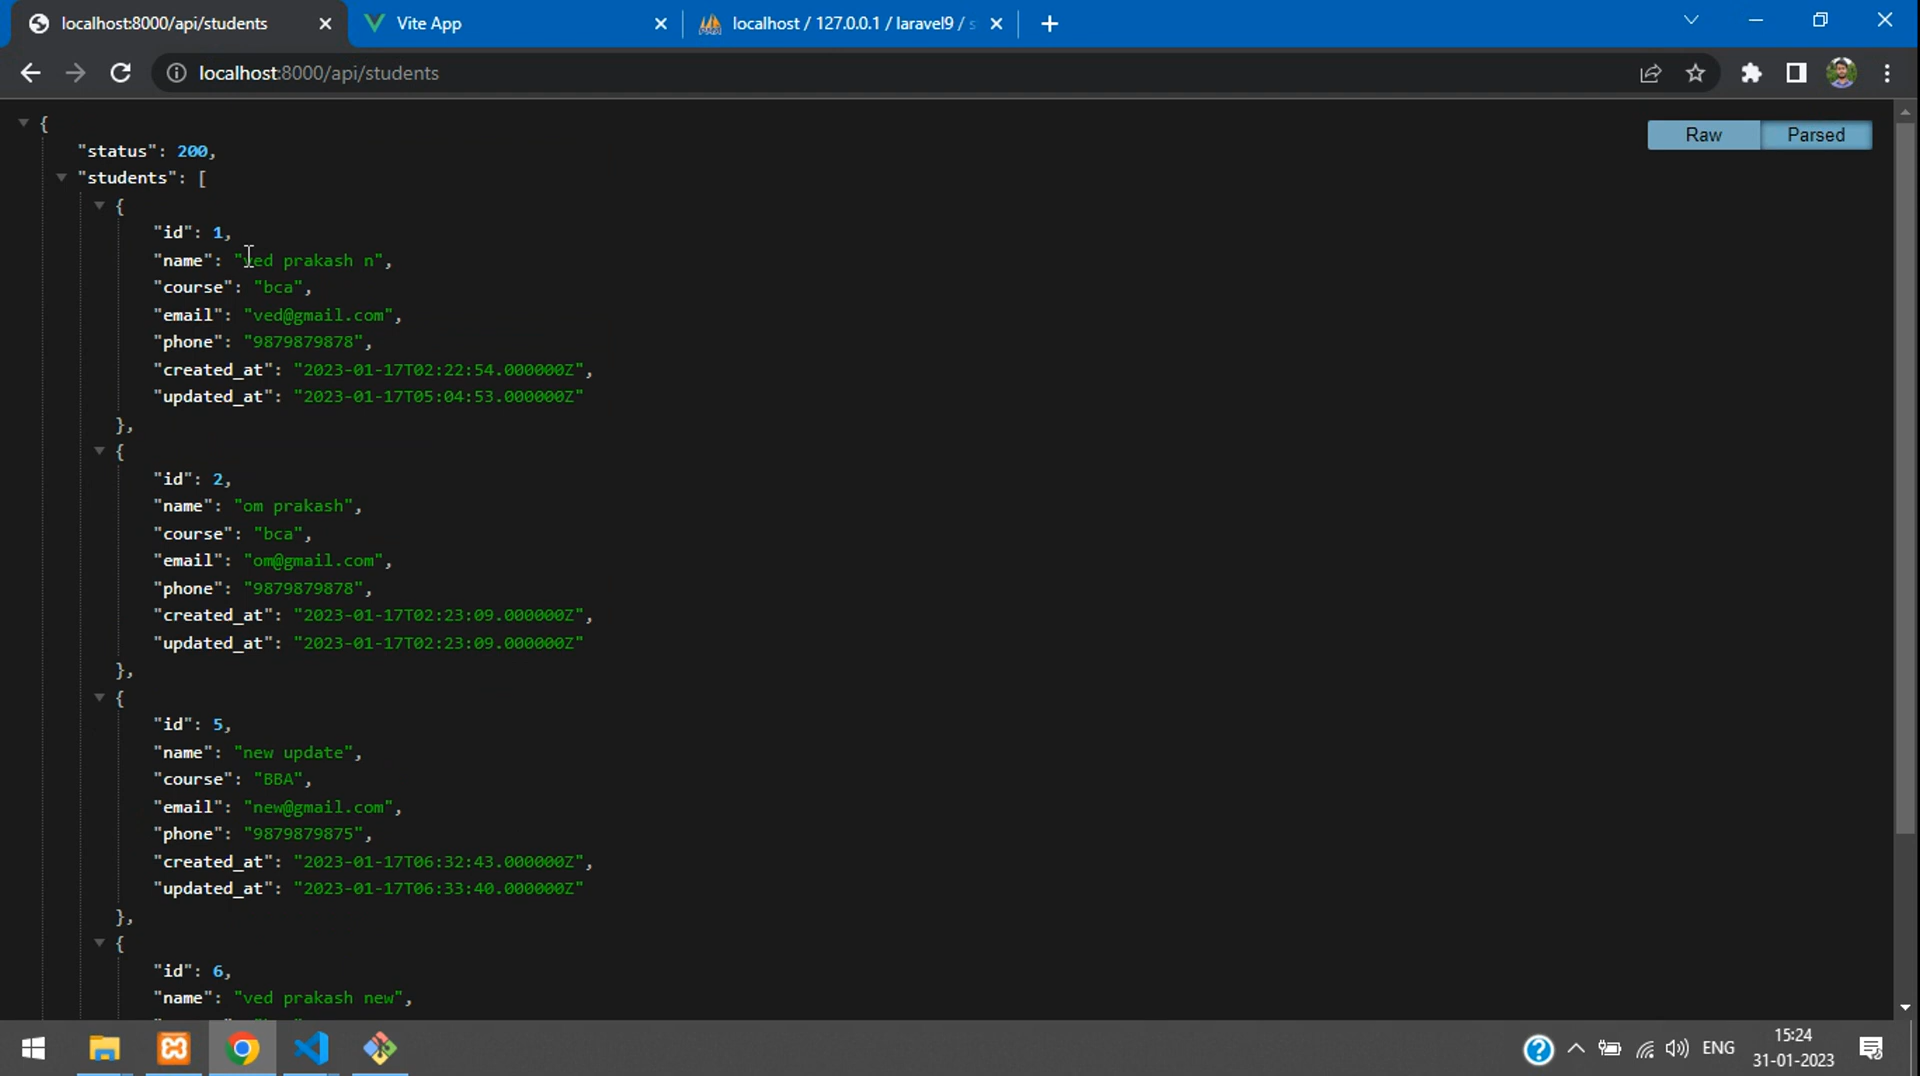 localhost:8000/api/students
Vite App
localhost / 127.0.0.1 / laravel9 /
localhost:8000/api/students
Raw
Parsed
{
"status": 200,
"students": [
{
"id": 1,
"name": "ved prakash n",
"course": "bca",
"email": "ved@gmail.com",
"phone": "9879879878",
"created_at": "2023-01-17T02:22:54.000000Z",
"updated_at": "2023-01-17T05:04:53.000000Z"
},
{
"id": 2,
"name": "om prakash",
"course": "bca",
"email": "om@gmail.com",
"phone": "9879879878",
"created_at": "2023-01-17T02:23:09.000000Z",
"updated_at": "2023-01-17T02:23:09.000000Z"
},
{
"id": 5,
"name": "new update",
"course": "BBA",
"email": "new@gmail.com",
"phone": "9879879875",
"created_at": "2023-01-17T06:32:43.000000Z",
"updated_at": "2023-01-17T06:33:40.000000Z"
},
{
"id": 6,
"name": "ved prakash new",
ENG
15:24
31-01-2023